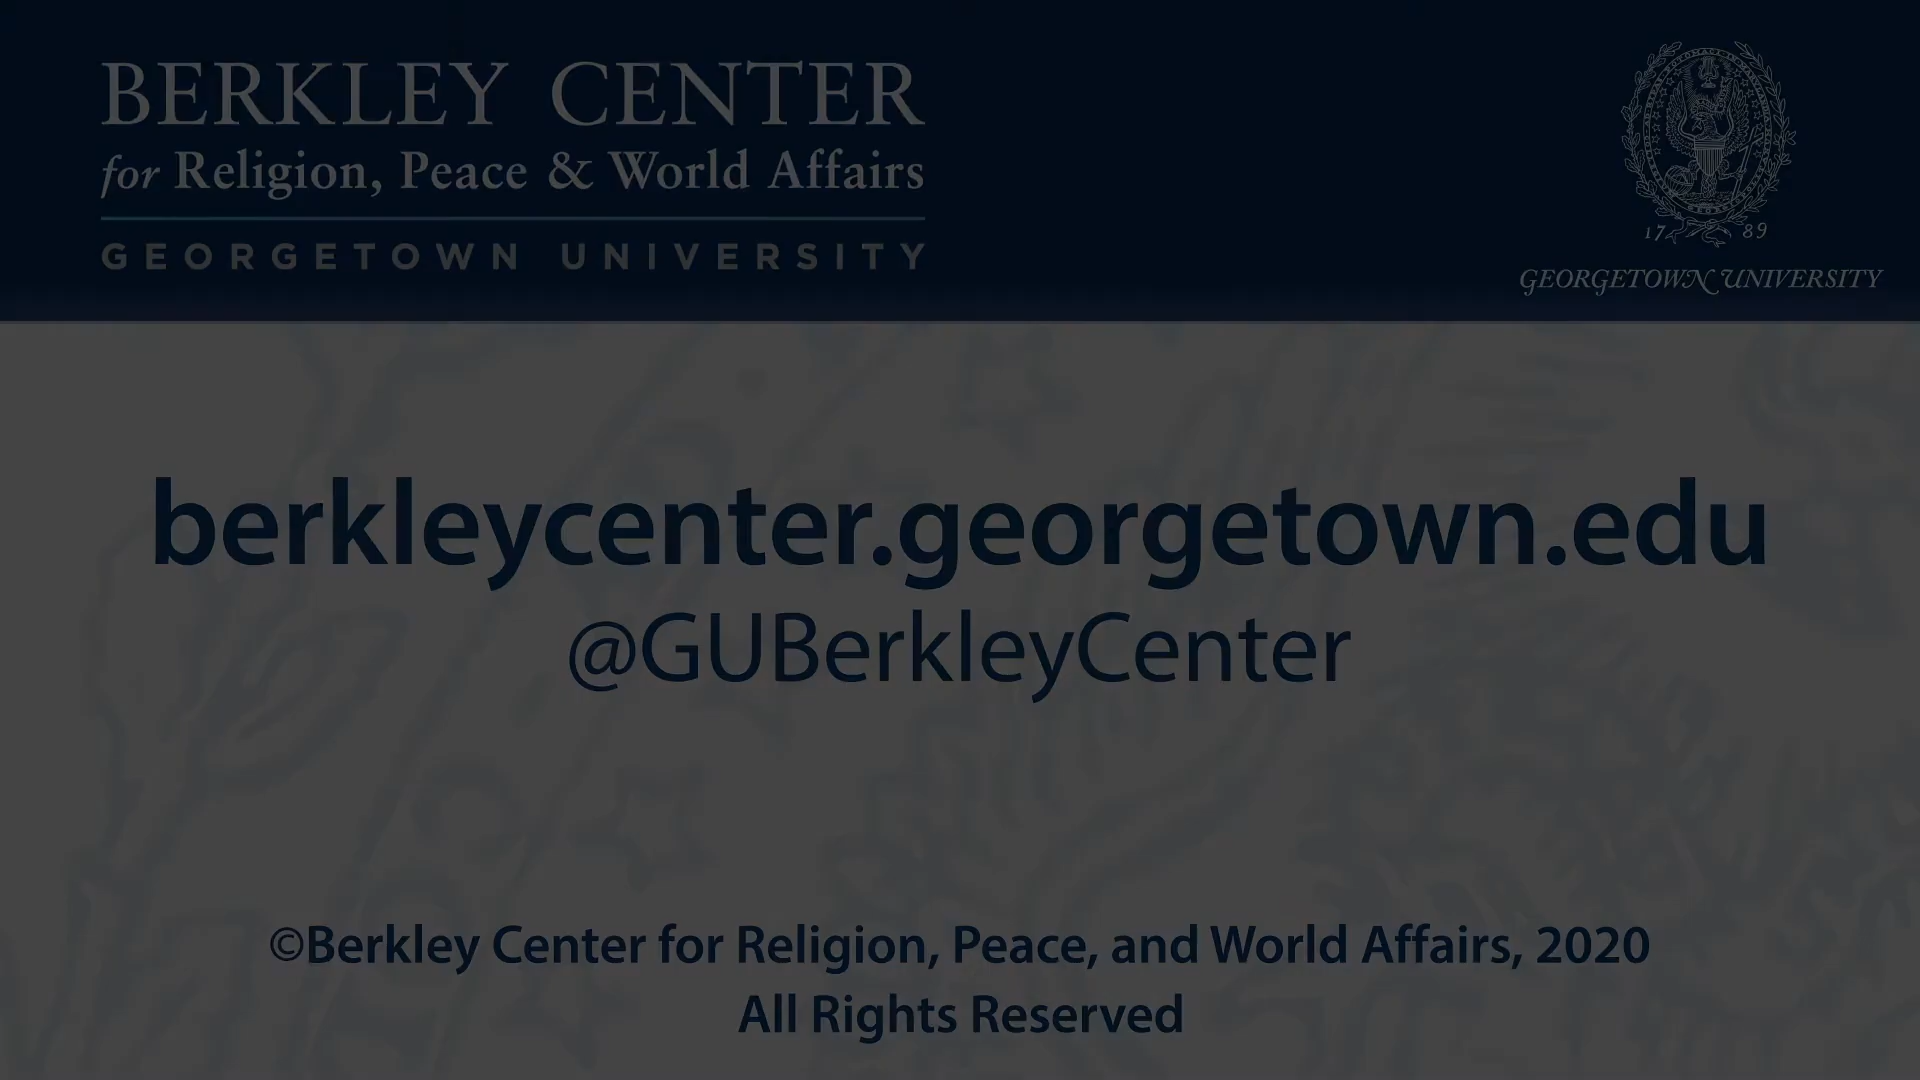 BERKLEY CENTER
for Religion, Peace & World Affairs
GEORGETOWN UNIVERSITY
17 89
GEORGETOWN UNIVERSITY
berkleycenter.georgetown.edu
@GUBerkleyCenter
©Berkley Center for Religion, Peace, and World Affairs, 2020
All Rights Reserved